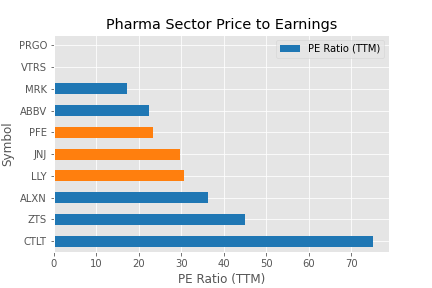 Pharma Sector Price to Earnings
PE Ratio (TTM)
Symbol
PRGO
VTRS
MRK
ABBV
PFE
JNJ
LLY
ALXN
ZTS
CTLT
0 10 20 30 40 50 60 70
PE Ratio (TTM)